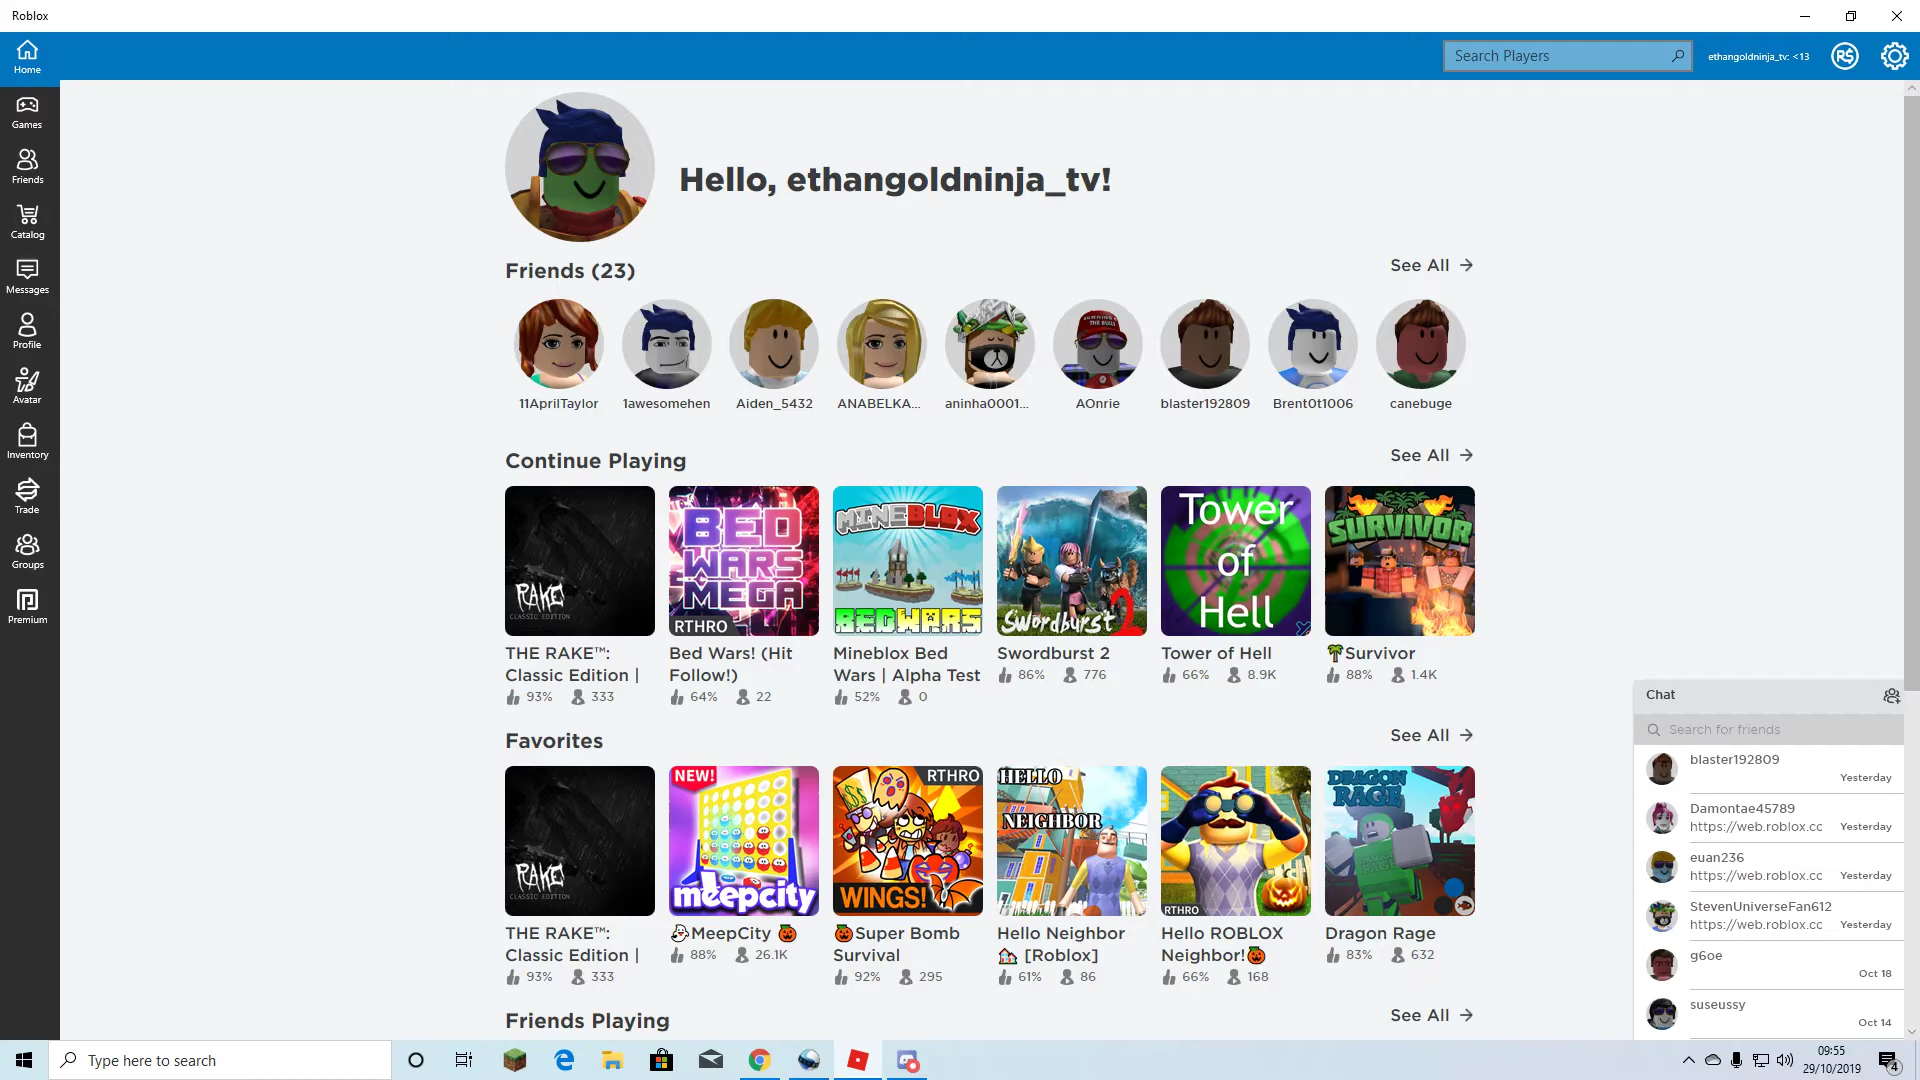 Roblox
Home
Search Players
ethangoldninja_tv: <13
R$
Games
Friends
Catalog
Messages
Profile
Avatar
Inventory
Trade
Groups
Premium
Hello, ethangoldninja_tv!
Friends (23)
See All
RUNNING
THE BULLS
11AprilTaylor
1awesomehen
Aiden_5432
ANABELKA...
aninha0001...
AOnrie
blaster192809
Brent0t1006
canebuge
Continue Playing
See All
RAKE
CLASSIC EDITION
BED
WARS
MEGA
RTHRO
MINEBLOX
BEDWARS
Swordburst
2
Tower
of
Hell
SURVIVOR
THE RAKE™:
Classic Edition |
93% 333
Bed Wars! (Hit
Follow!)
64% 22
Mineblox Bed
Wars | Alpha Test
52% 0
Swordburst 2
86% 776
Tower of Hell
66% 8.9K
🌴Survivor
88% 1.4K
Favorites
See All
RAKE
CLASSIC EDITION
NEW!
meepcity
RTHRO
WINGS!
HELLO
NEIGHBOR
RTHRO
DRAGON
RAGE
THE RAKE™:
Classic Edition |
93% 333
👻MeepCity 🎃
88% 26.1K
🎃Super Bomb
Survival
92% 295
Hello Neighbor
🏠 [Roblox]
61% 86
Hello ROBLOX
Neighbor!🎃
66% 168
Dragon Rage
83% 632
Friends Playing
See All
Chat
Search for friends
blaster192809
Yesterday
Damontae45789
https://web.roblox.cc Yesterday
euan236
https://web.roblox.cc Yesterday
StevenUniverseFan612
https://web.roblox.cc Yesterday
g6oe
Oct 18
suseussy
Oct 14
Type here to search
09:55
29/10/2019
4